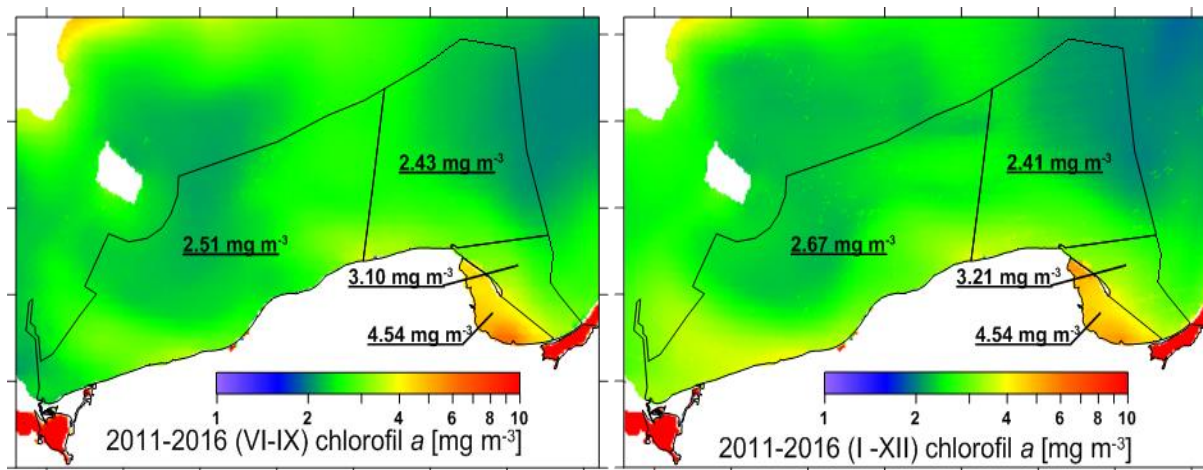 2.43 mg m⁻³
2.51 mg m⁻³
3.10 mg m⁻³
4.54 mg m⁻³
1 2 4 6 8 10
2011-2016 (VI-IX) chlorofil a [mg m⁻³]
2.41 mg m⁻³
2.67 mg m⁻³
3.21 mg m⁻³
4.54 mg m⁻³
1 2 4 6 8 10
2011-2016 (I -XII) chlorofil a [mg m⁻³]